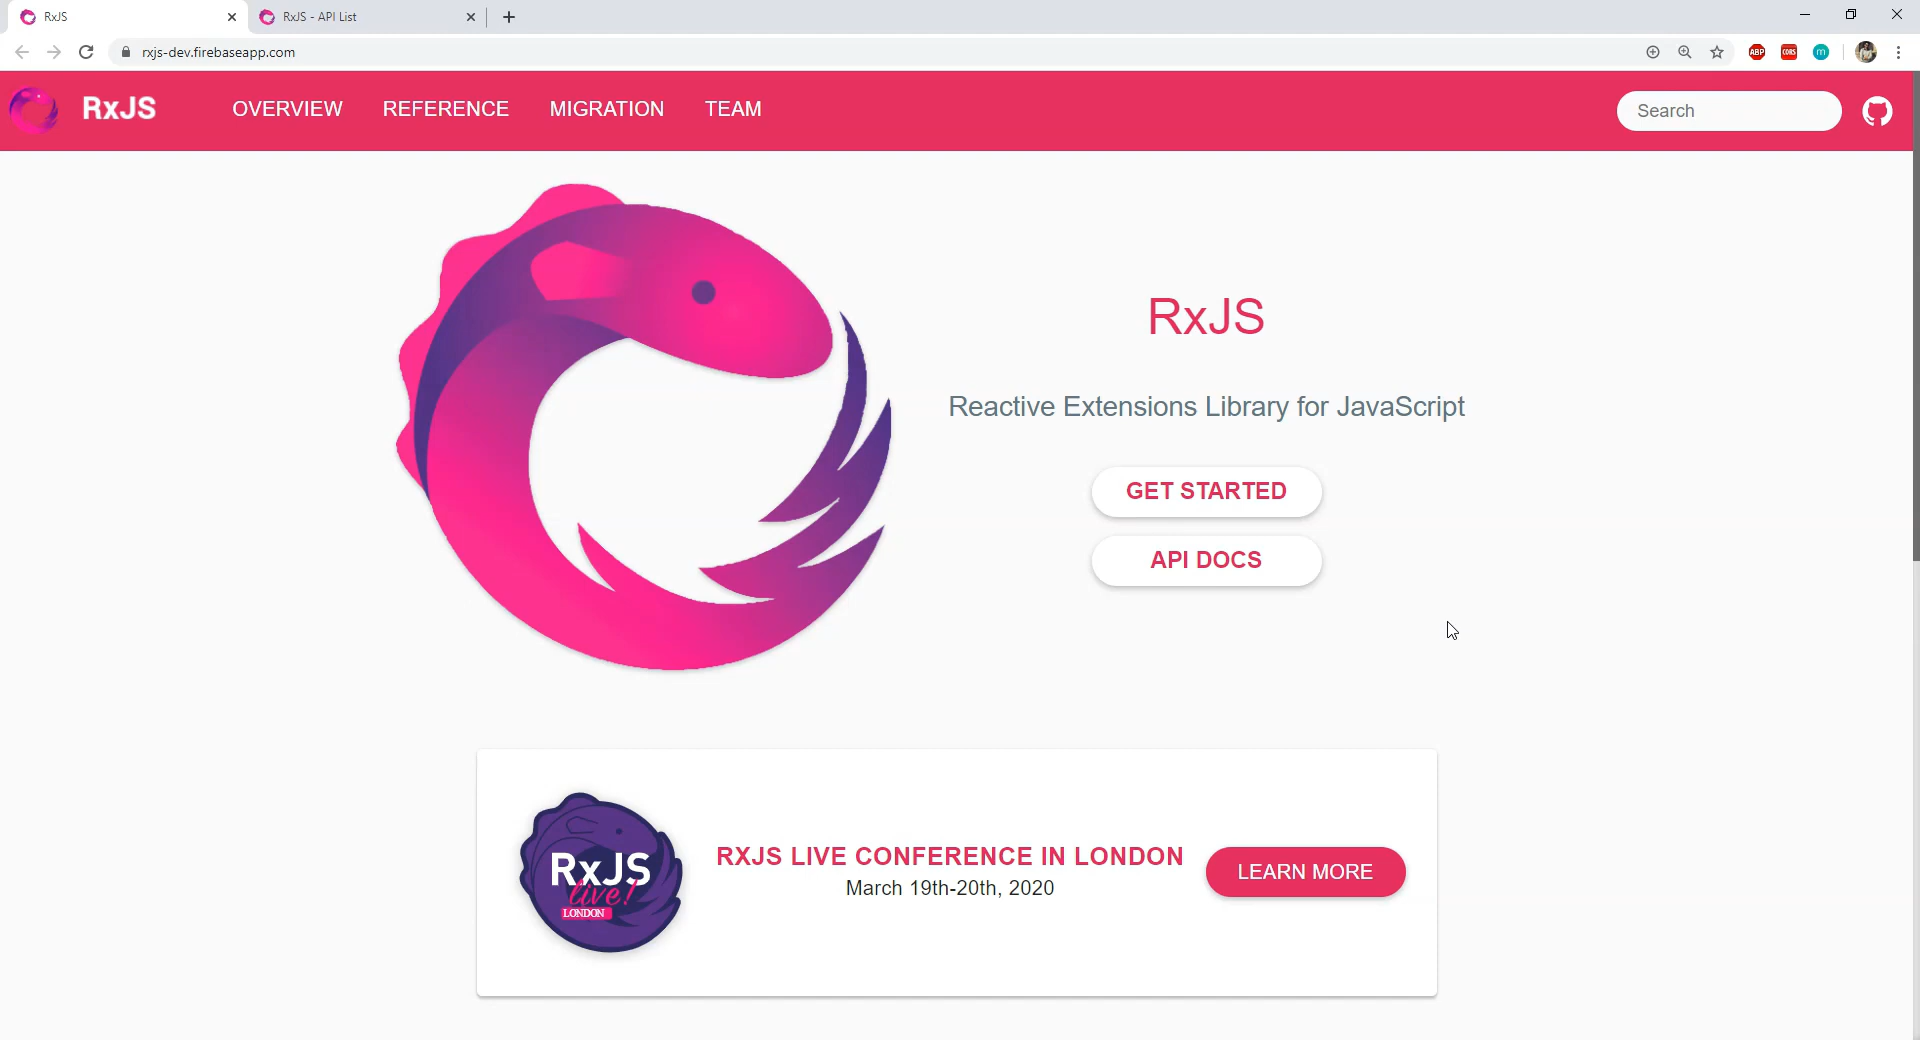 RxJS
RxJS - API List
rxjs-dev.firebaseapp.com
ABP
CORS
m
RxJS
OVERVIEW
REFERENCE
MIGRATION
TEAM
Search
RxJS
Reactive Extensions Library for JavaScript
GET STARTED
API DOCS
RxJS
live!
LONDON
RXJS LIVE CONFERENCE IN LONDON
March 19th-20th, 2020
LEARN MORE